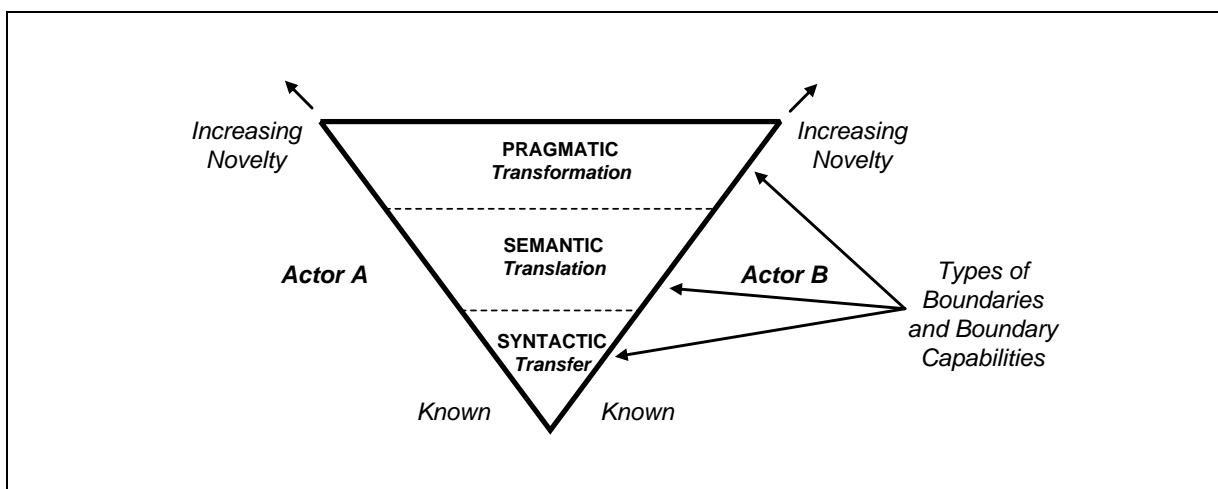 Increasing
Novelty
Increasing
Novelty
PRAGMATIC
Transformation
SEMANTIC
Translation
Actor A
Actor B
Types of
Boundaries
and Boundary
Capabilities
SYNTACTIC
Transfer
Known
Known